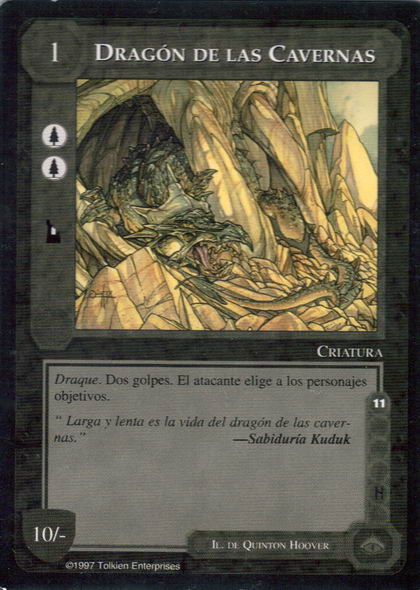 1
DRAGÓN DE LAS CAVERNAS
CRIATURA
Draque. Dos golpes. El atacante elige a los personajes
objetivos.
11
“ Larga y lenta es la vida del dragón de las caver-
nas.” —Sabiduría Kuduk
10/-
IL. DE QUINTON HOOVER
©1997 Tolkien Enterprises